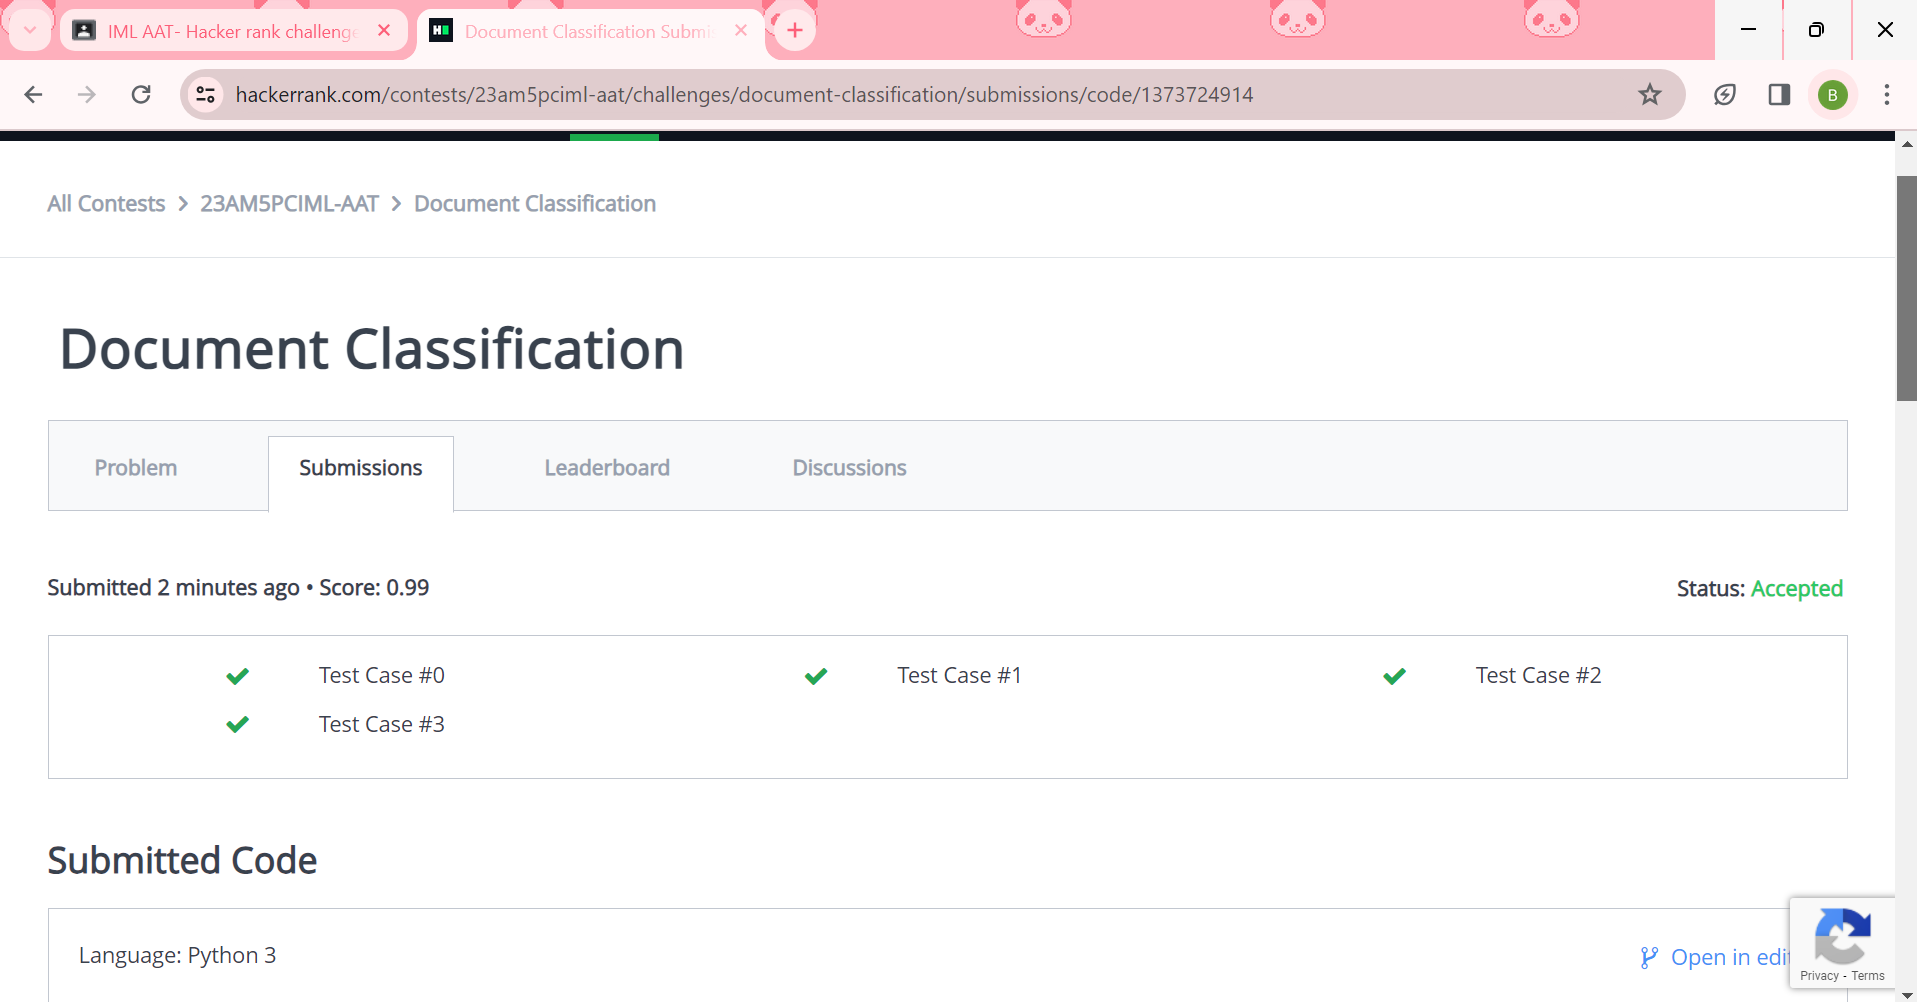 IML AAT- Hacker rank challenge
Document Classification Submi
hackerrank.com/contests/23am5pciml-aat/challenges/document-classification/submissions/code/1373724914
B
All Contests > 23AM5PCIML-AAT > Document Classification
Document Classification
Problem Submissions Leaderboard Discussions
Submitted 2 minutes ago • Score: 0.99 Status: Accepted
Test Case #0 Test Case #1 Test Case #2
Test Case #3
Submitted Code
Language: Python 3 Open in edi
Privacy - Terms